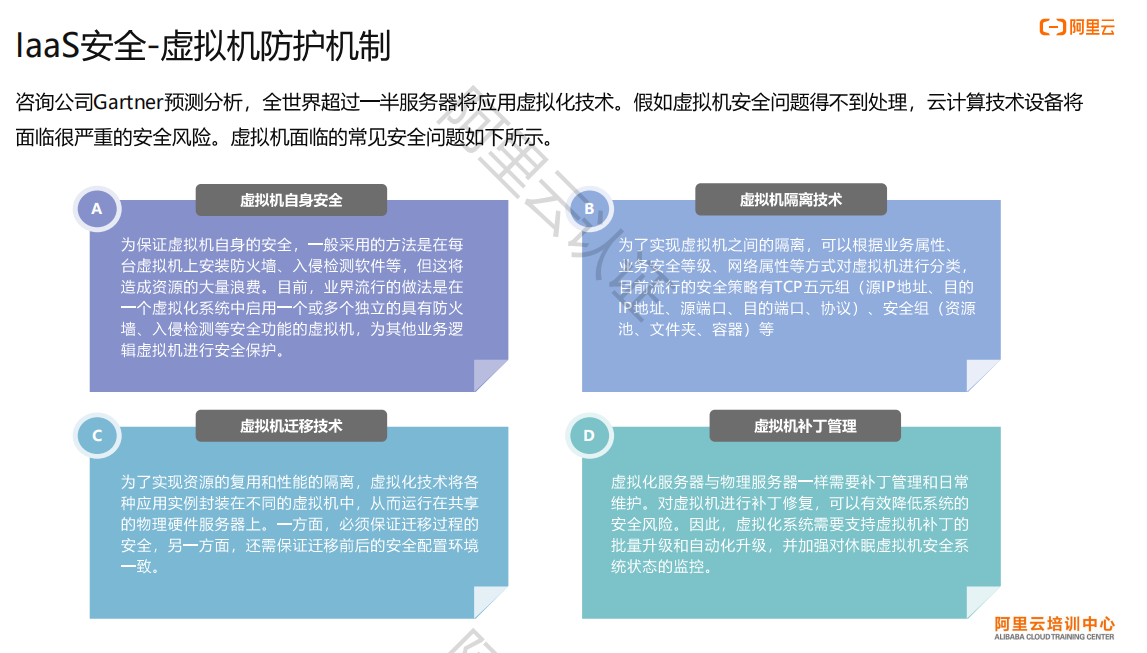 IaaS安全-虚拟机防护机制
阿里云
咨询公司Gartner预测分析，全世界超过一半服务器将应用虚拟化技术。假如虚拟机安全问题得不到处理，云计算技术设备将
面临很严重的安全风险。虚拟机面临的常见安全问题如下所示。
阿里云认证
A
虚拟机自身安全
为保证虚拟机自身的安全，一般采用的方法是在每
台虚拟机上安装防火墙、入侵检测软件等，但这将
造成资源的大量浪费。目前，业界流行的做法是在
一个虚拟化系统中启用一个或多个独立的具有防火
墙、入侵检测等安全功能的虚拟机，为其他业务逻
辑虚拟机进行安全保护。
B
虚拟机隔离技术
为了实现虚拟机之间的隔离，可以根据业务属性、
业务安全等级、网络属性等方式对虚拟机进行分类，
目前流行的安全策略有TCP五元组（源IP地址、目的
IP地址、源端口、目的端口、协议）、安全组（资源
池、文件夹、容器）等
C
虚拟机迁移技术
为了实现资源的复用和性能的隔离，虚拟化技术将各
种应用实例封装在不同的虚拟机中，从而运行在共享
的物理硬件服务器上。一方面，必须保证迁移过程的
安全，另一方面，还需保证迁移前后的安全配置环境
一致。
D
虚拟机补丁管理
虚拟化服务器与物理服务器一样需要补丁管理和日常
维护。对虚拟机进行补丁修复，可以有效降低系统的
安全风险。因此，虚拟化系统需要支持虚拟机补丁的
批量升级和自动化升级，并加强对休眠虚拟机安全系
统状态的监控。
阿里云培训中心
ALIBABA CLOUD TRAINING CENTER